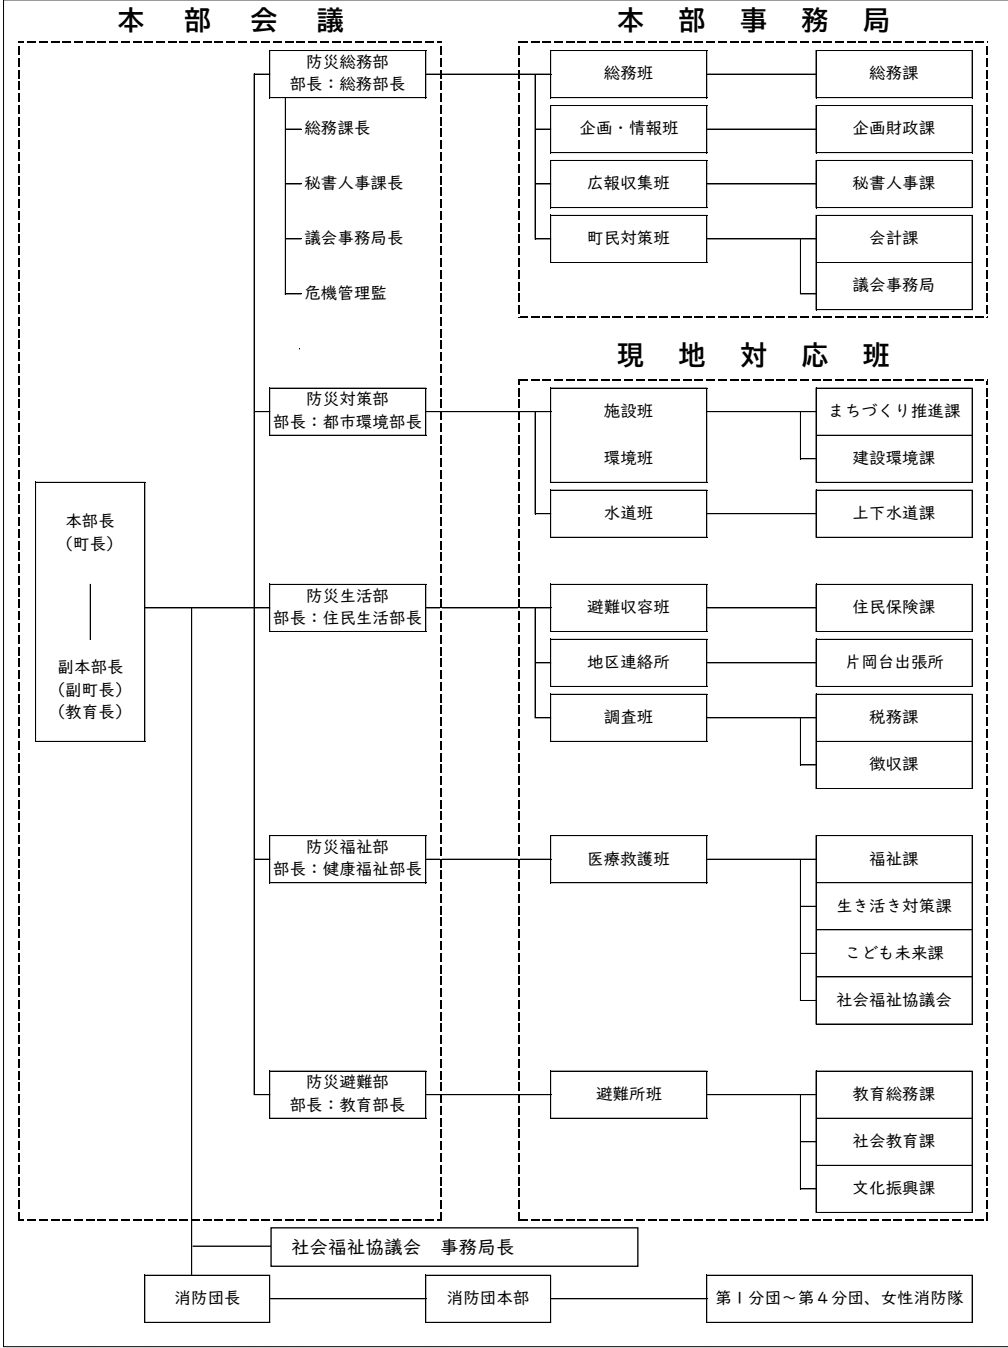 本部会議
本部事務局
防災総務部
部長：総務部長
総務課長
秘書人事課長
議会事務局長
危機管理監
総務班
総務課
企画・情報班
企画財政課
広報収集班
秘書人事課
町民対策班
会計課
議会事務局
現地対応班
防災対策部
部長：都市環境部長
施設班
まちづくり推進課
環境班
建設環境課
水道班
上下水道課
本部長
（町長）
副本部長
（副町長）
（教育長）
防災生活部
部長：住民生活部長
避難収容班
住民保険課
地区連絡所
片岡台出張所
調査班
税務課
徴収課
防災福祉部
部長：健康福祉部長
医療救護班
福祉課
生き活き対策課
こども未来課
社会福祉協議会
防災避難部
部長：教育部長
避難所班
教育総務課
社会教育課
文化振興課
社会福祉協議会　事務局長
消防団長
消防団本部
第１分団～第４分団、女性消防隊